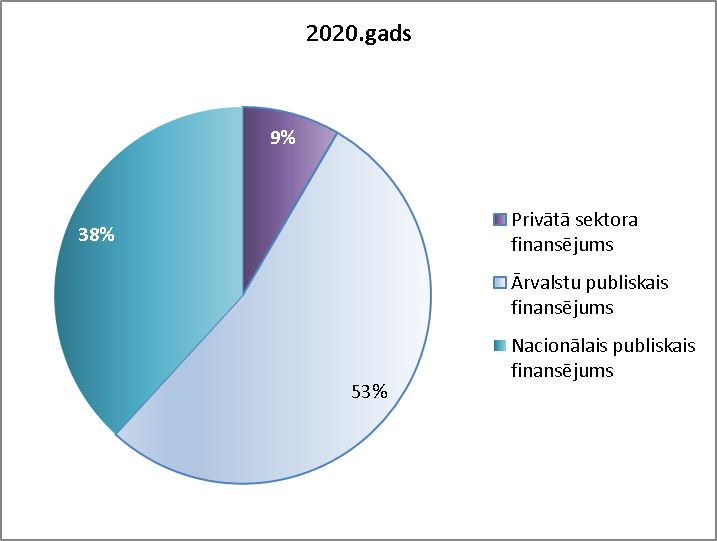 2020.gads
9%
38%
53%
Privātā sektora
finansējums
Ārvalstu publiskais
finansējums
Nacionālais publiskais
finansējums